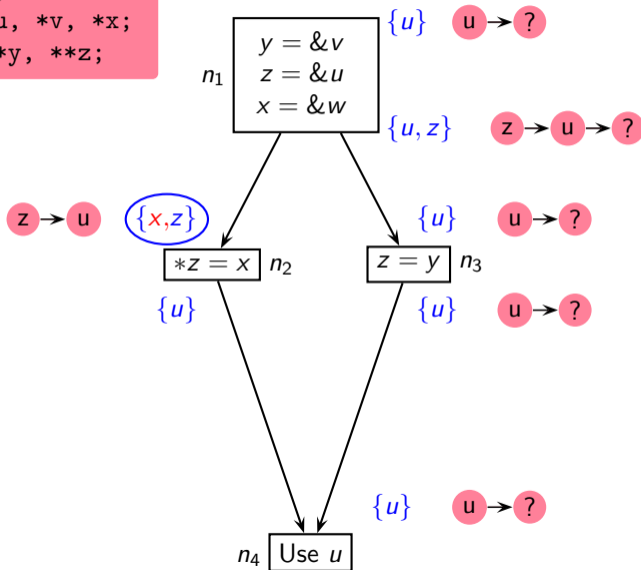 u, *v, *x;
*y, **z;
{u} u → ?
y = &v
z = &u
x = &w
n₁
{u, z} z → u → ?
z → u {x,z} {u} u → ?
*z = x n₂ z = y n₃
{u} {u} u → ?
{u} u → ?
n₄ Use u